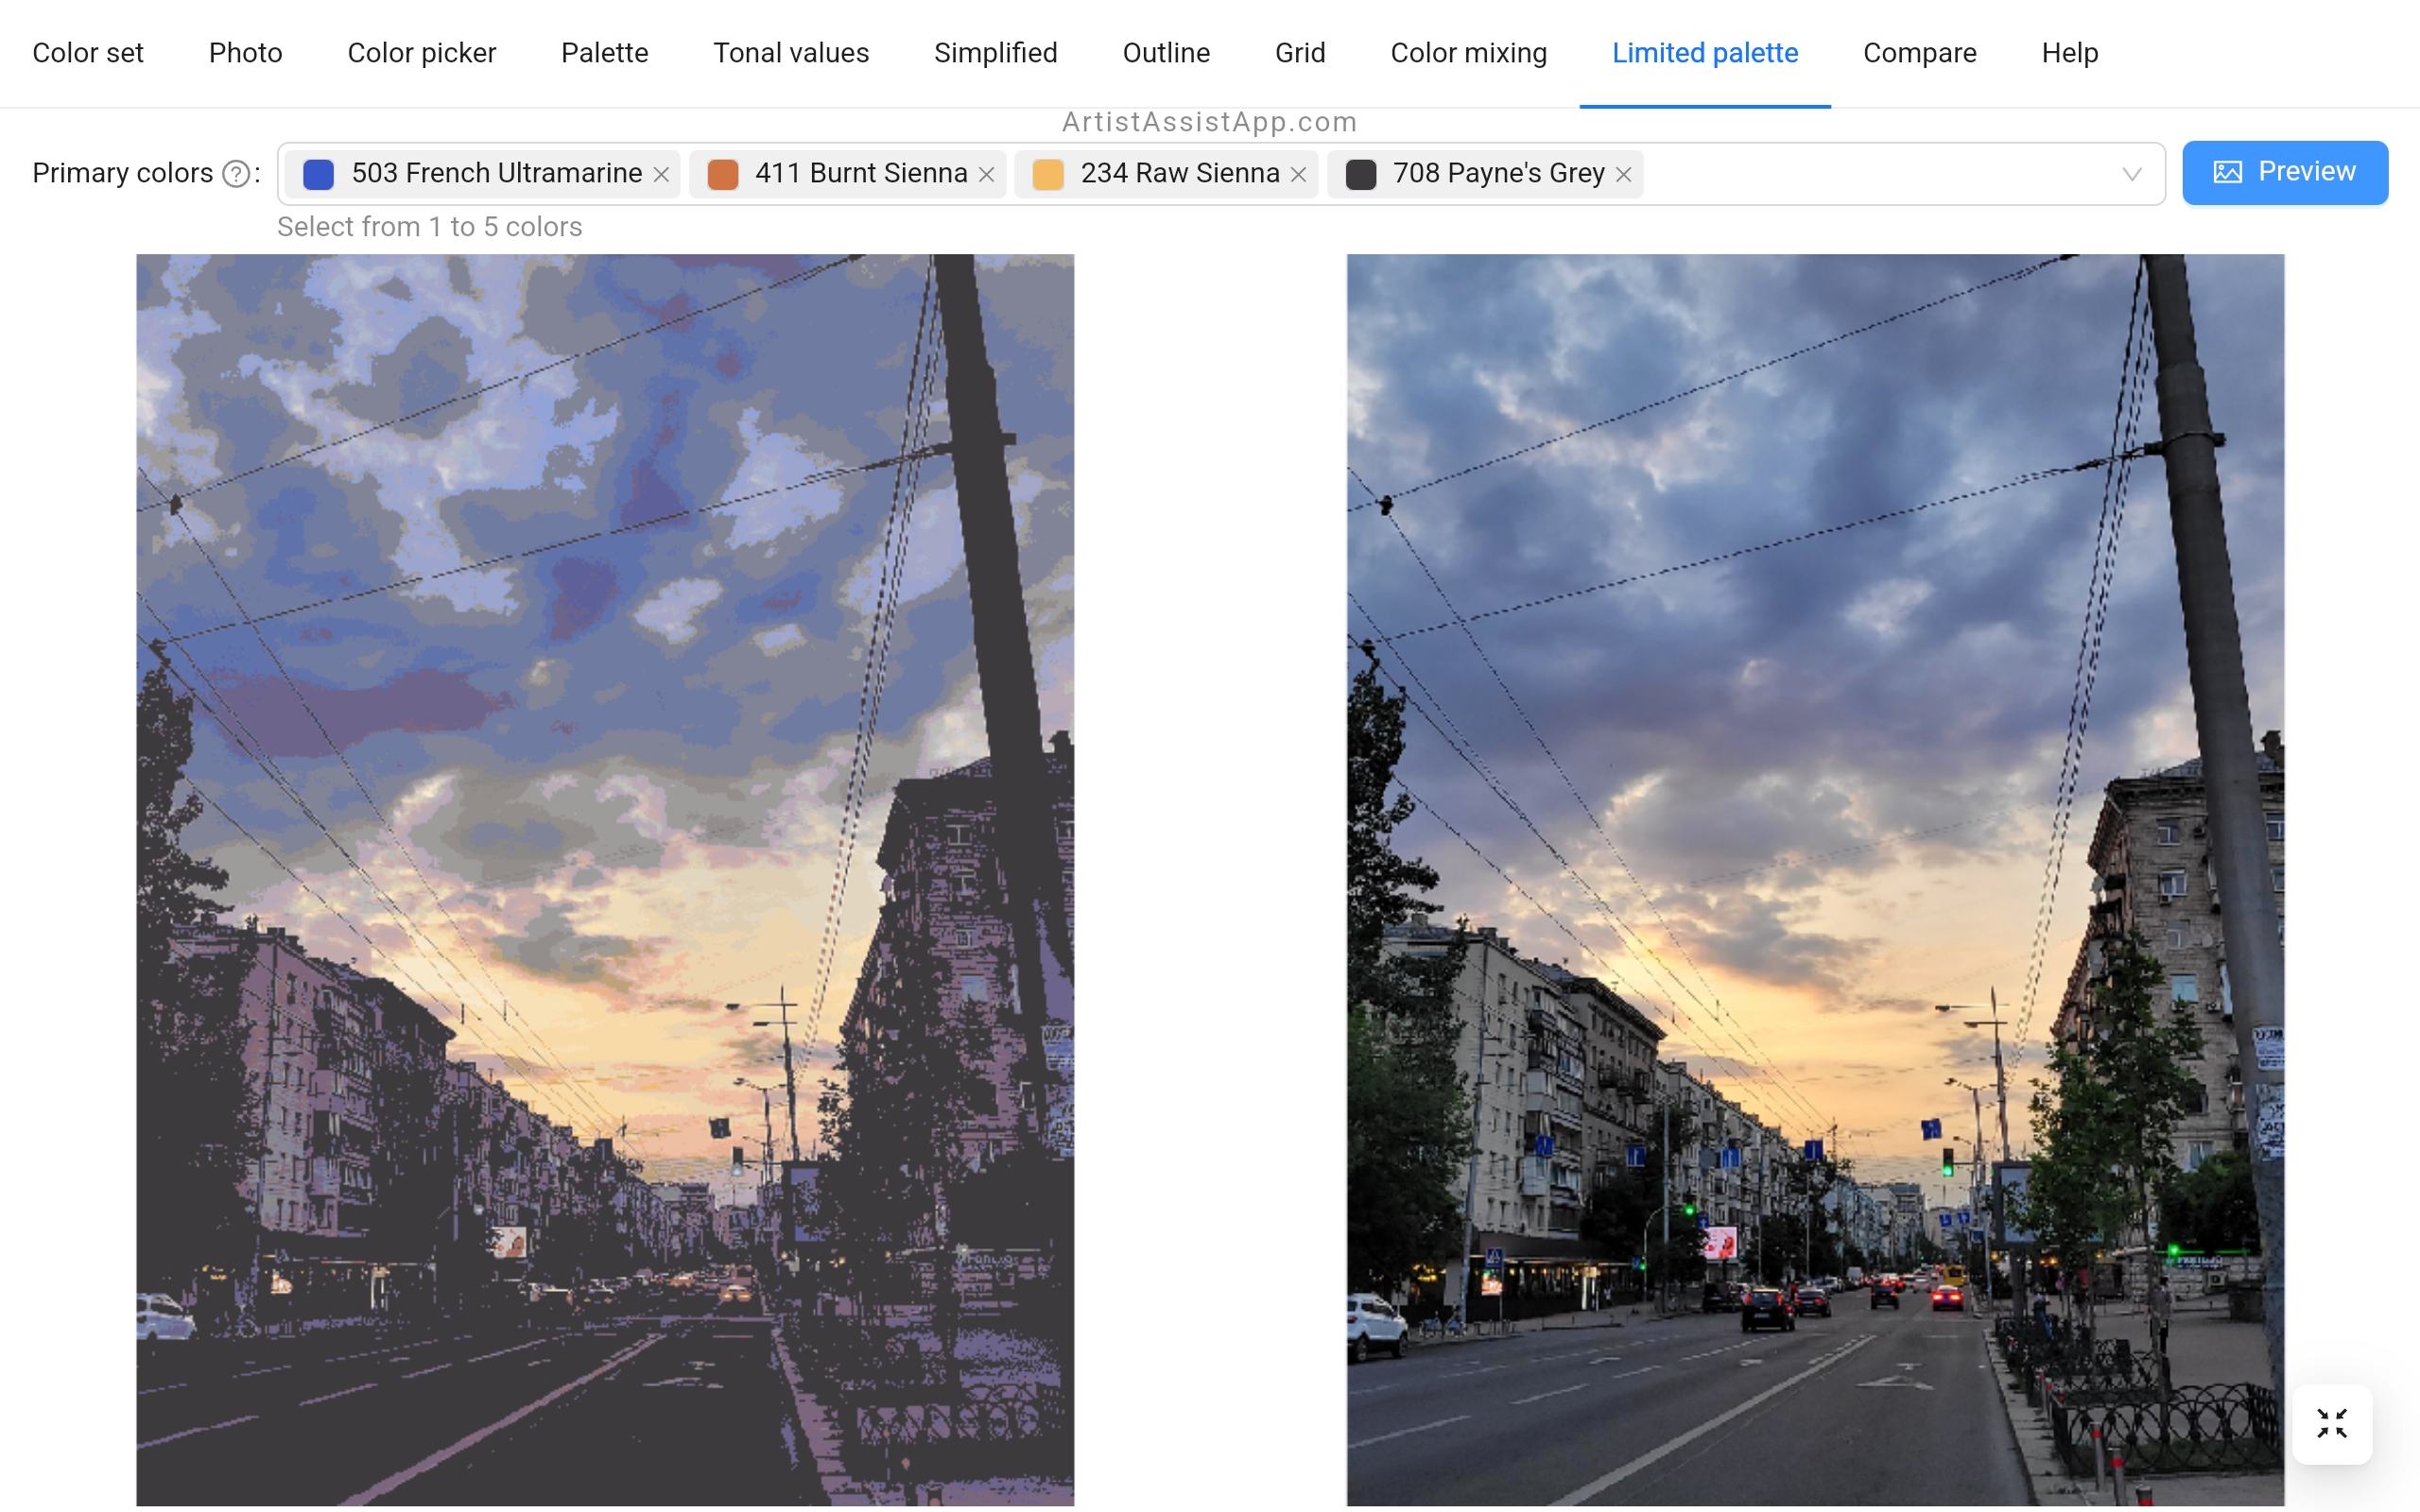 Color set Photo Color picker Palette Tonal values Simplified Outline Grid Color mixing Limited palette Compare Help
ArtistAssistApp.com
Primary colors ? : 503 French Ultramarine 411 Burnt Sienna 234 Raw Sienna 708 Payne's Grey Preview
Select from 1 to 5 colors